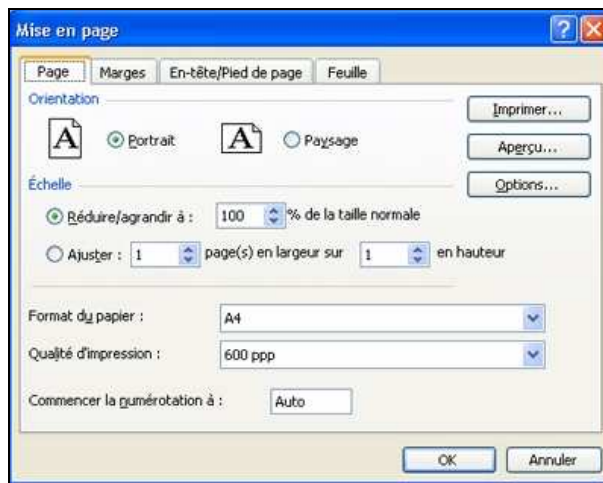 Mise en page
Page Marges En-tête/Pied de page Feuille
Orientation
A Portrait A Paysage
Imprimer...
Aperçu...
Options...
Échelle
Réduire/agrandir à : 100 % de la taille normale
Ajuster : 1 page(s) en largeur sur 1 en hauteur
Format du papier : A4
Qualité d'impression : 600 ppp
Commencer la numérotation à : Auto
OK Annuler